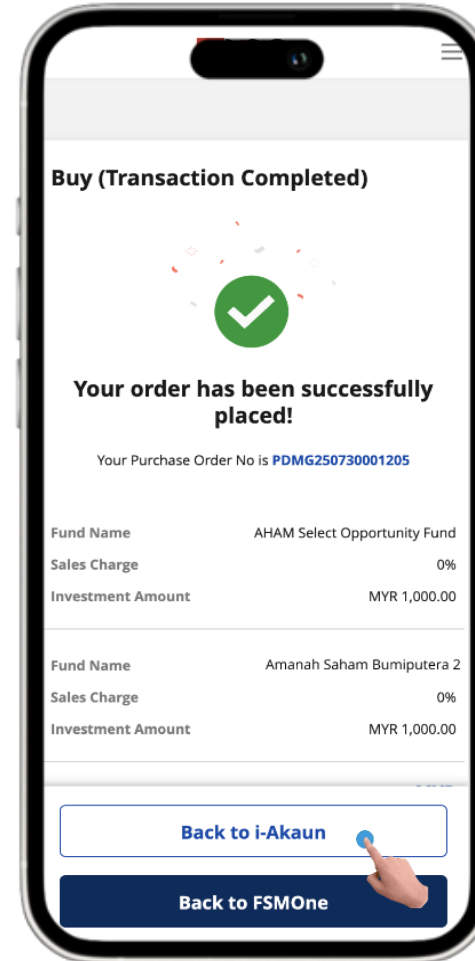 Buy (Transaction Completed)
Your order has been successfully
placed!
Your Purchase Order No is PDMG250730001205
Fund Name AHAM Select Opportunity Fund
Sales Charge 0%
Investment Amount MYR 1,000.00
Fund Name Amanah Saham Bumiputera 2
Sales Charge 0%
Investment Amount MYR 1,000.00
Back to i-Akaun
Back to FSMOne